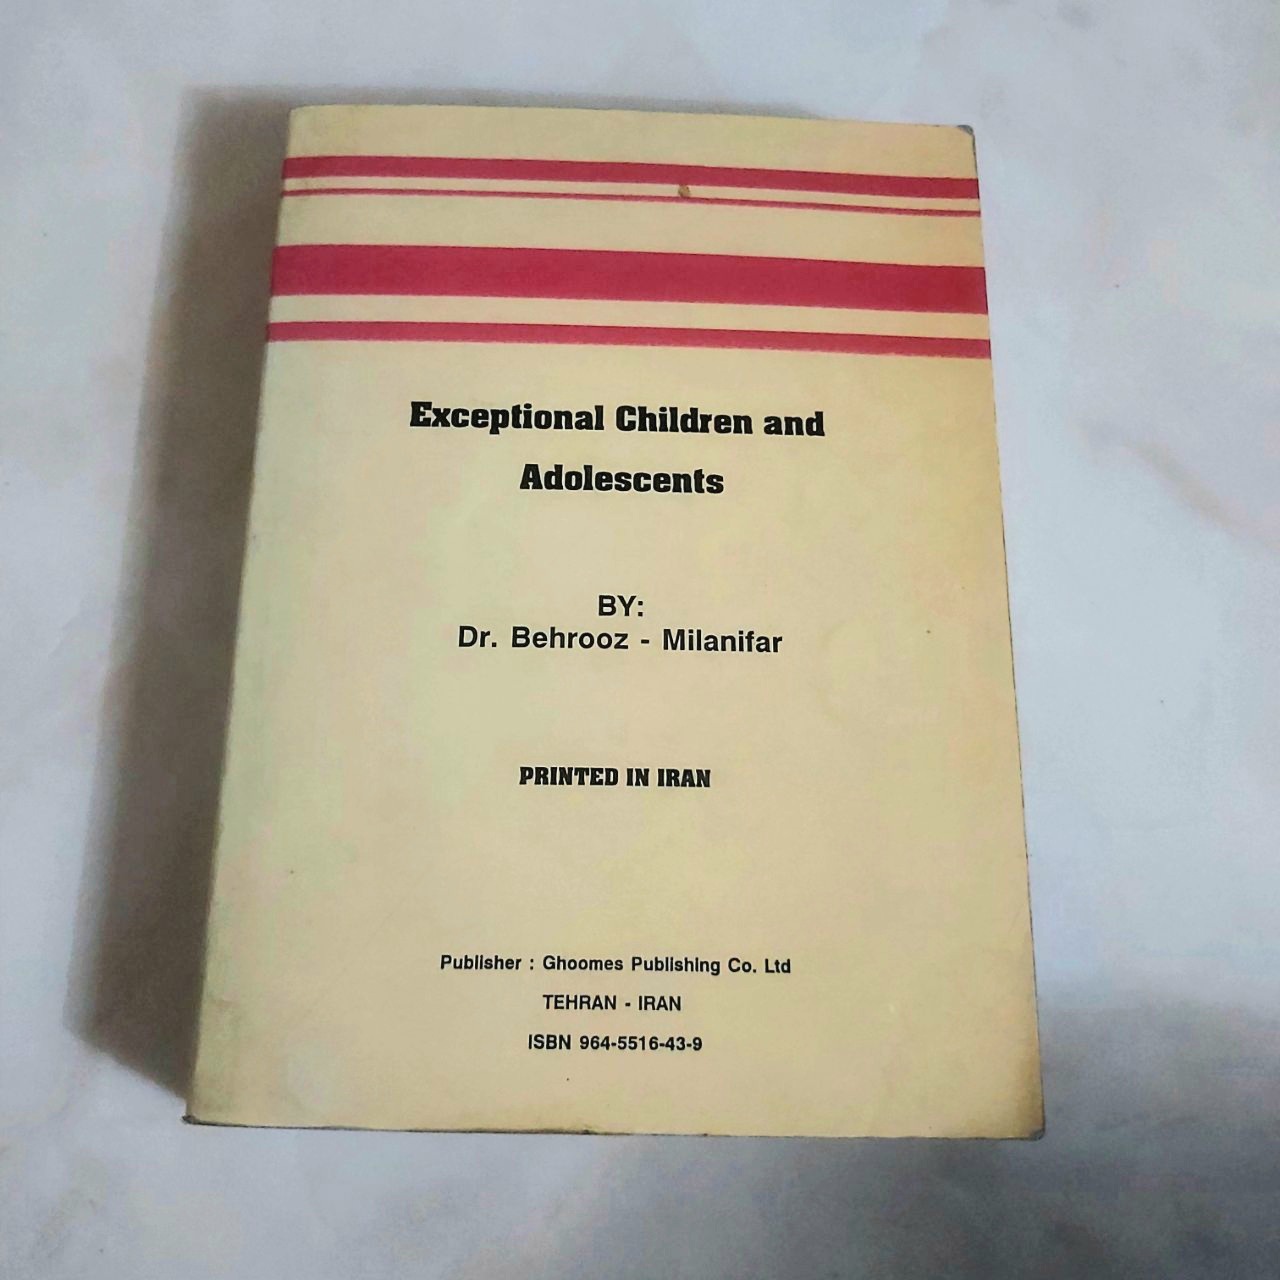 Exceptional Children and
Adolescents
BY:
Dr. Behrooz - Milanifar
PRINTED IN IRAN
Publisher : Ghoomes Publishing Co. Ltd
TEHRAN - IRAN
ISBN 964-5516-43-9